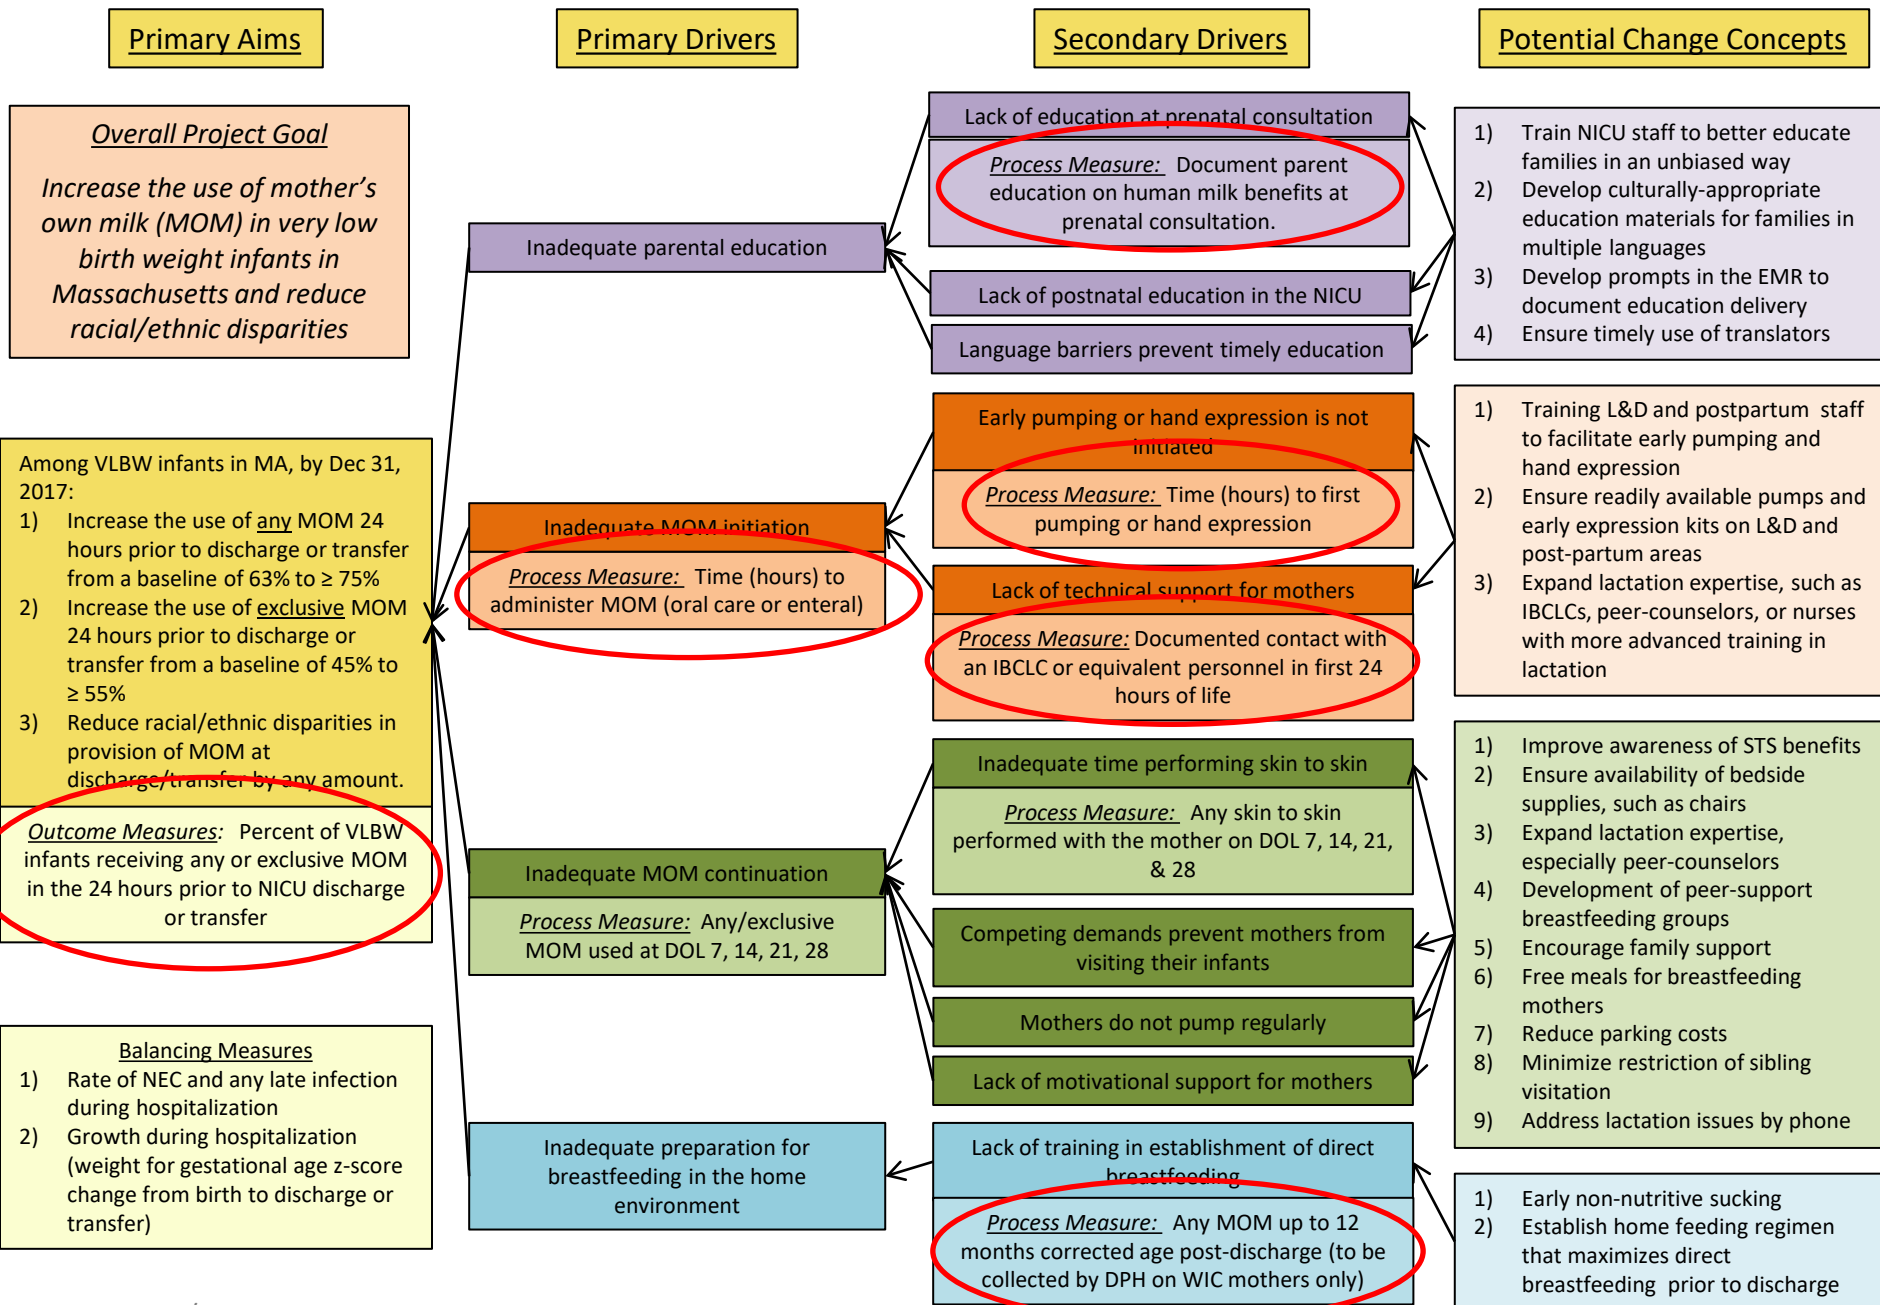 Primary Aims
Primary Drivers
Secondary Drivers
Potential Change Concepts
Overall Project Goal
Increase the use of mother's
own milk (MOM) in very low
birth weight infants in
Massachusetts and reduce
racial/ethnic disparities
Among VLBW infants in MA, by Dec 31,
2017:
1) Increase the use of any MOM 24
hours prior to discharge or transfer
from a baseline of 63% to ≥ 75%
2) Increase the use of exclusive MOM
24 hours prior to discharge or
transfer from a baseline of 45% to
≥ 55%
3) Reduce racial/ethnic disparities in
provision of MOM at
discharge/transfer by any amount.
Outcome Measures: Percent of VLBW
infants receiving any or exclusive MOM
in the 24 hours prior to NICU discharge
or transfer
Balancing Measures
1) Rate of NEC and any late infection
during hospitalization
2) Growth during hospitalization
(weight for gestational age z-score
change from birth to discharge or
transfer)
Inadequate parental education
Inadequate MOM initiation
Process Measure: Time (hours) to
administer MOM (oral care or enteral)
Inadequate MOM continuation
Process Measure: Any/exclusive
MOM used at DOL 7, 14, 21, 28
Inadequate preparation for
breastfeeding in the home
environment
Lack of education at prenatal consultation
Process Measure: Document parent
education on human milk benefits at
prenatal consultation.
Lack of postnatal education in the NICU
Language barriers prevent timely education
Early pumping or hand expression is not
initiated
Process Measure: Time (hours) to first
pumping or hand expression
Lack of technical support for mothers
Process Measure: Documented contact with
an IBCLC or equivalent personnel in first 24
hours of life
Inadequate time performing skin to skin
Process Measure: Any skin to skin
performed with the mother on DOL 7, 14, 21,
& 28
Competing demands prevent mothers from
visiting their infants
Mothers do not pump regularly
Lack of motivational support for mothers
Lack of training in establishment of direct
breastfeeding
Process Measure: Any MOM up to 12
months corrected age post-discharge (to be
collected by DPH on WIC mothers only)
1) Train NICU staff to better educate
families in an unbiased way
2) Develop culturally-appropriate
education materials for families in
multiple languages
3) Develop prompts in the EMR to
document education delivery
4) Ensure timely use of translators
1) Training L&D and postpartum staff
to facilitate early pumping and
hand expression
2) Ensure readily available pumps and
early expression kits on L&D and
post-partum areas
3) Expand lactation expertise, such as
IBCLCs, peer-counselors, or nurses
with more advanced training in
lactation
1) Improve awareness of STS benefits
2) Ensure availability of bedside
supplies, such as chairs
3) Expand lactation expertise,
especially peer-counselors
4) Development of peer-support
breastfeeding groups
5) Encourage family support
6) Free meals for breastfeeding
mothers
7) Reduce parking costs
8) Minimize restriction of sibling
visitation
9) Address lactation issues by phone
1) Early non-nutritive sucking
2) Establish home feeding regimen
that maximizes direct
breastfeeding prior to discharge